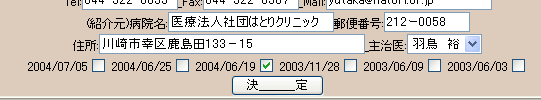 (紹介元)病院名: 医療法人社団はとりクリニック 郵便番号: 212-0058
住所: 川崎市幸区鹿島田133-15 _主治医: 羽鳥 裕
2004/07/05 2004/06/25 2004/06/19 2003/11/28 2003/06/09 2003/06/03
決____定